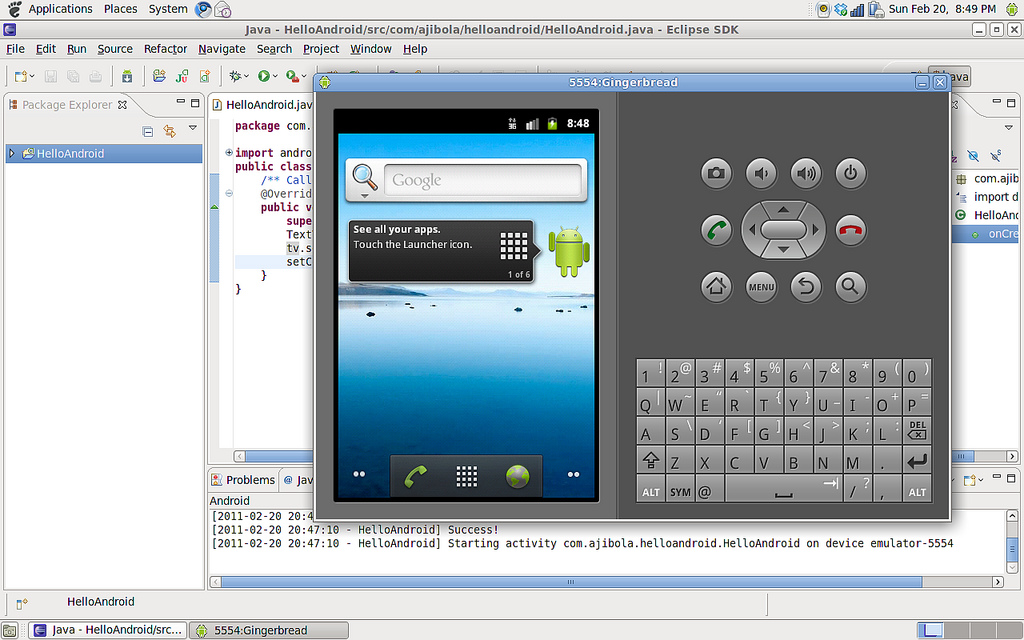 Applications Places System Sun Feb 20, 8:49 PM
Java - HelloAndroid/src/com/ajibola/helloandroid/HelloAndroid.java - Eclipse SDK
File Edit Run Source Refactor Navigate Search Project Window Help
Java
5554:Gingerbread
Package Explorer
HelloAndroid.jav
HelloAndroid
package com.
import andro
public class
/** Call
@Overrid
public v
supe
Text
tv.s
setC
}
}
3G 8:48
Google
See all your apps.
Touch the Launcher icon.
1 of 6
MENU
1 ! 2 @ 3 # 4 $ 5 % 6 ^ 7 & 8 * 9 ( 0 )
Q | W ~ E " R ` T { Y } U _ I - O + P =
A S \ D ' F [ G ] H < J > K ; L : DEL
Z X C V B N M .
ALT SYM @ / ? , ALT
com.ajib
import d
HelloAn
onCre
Problems @ Jav
Android
[2011-02-20 20:4
[2011-02-20 20:47:10 - HelloAndroid] Success!
[2011-02-20 20:47:10 - HelloAndroid] Starting activity com.ajibola.helloandroid.HelloAndroid on device emulator-5554
HelloAndroid
Java - HelloAndroid/src... 5554:Gingerbread